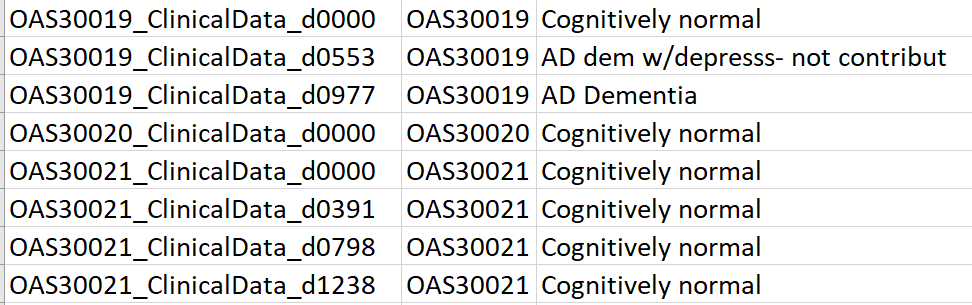 OAS30019_ClinicalData_d0000 OAS30019 Cognitively normal
OAS30019_ClinicalData_d0553 OAS30019 AD dem w/depresss- not contribut
OAS30019_ClinicalData_d0977 OAS30019 AD Dementia
OAS30020_ClinicalData_d0000 OAS30020 Cognitively normal
OAS30021_ClinicalData_d0000 OAS30021 Cognitively normal
OAS30021_ClinicalData_d0391 OAS30021 Cognitively normal
OAS30021_ClinicalData_d0798 OAS30021 Cognitively normal
OAS30021_ClinicalData_d1238 OAS30021 Cognitively normal